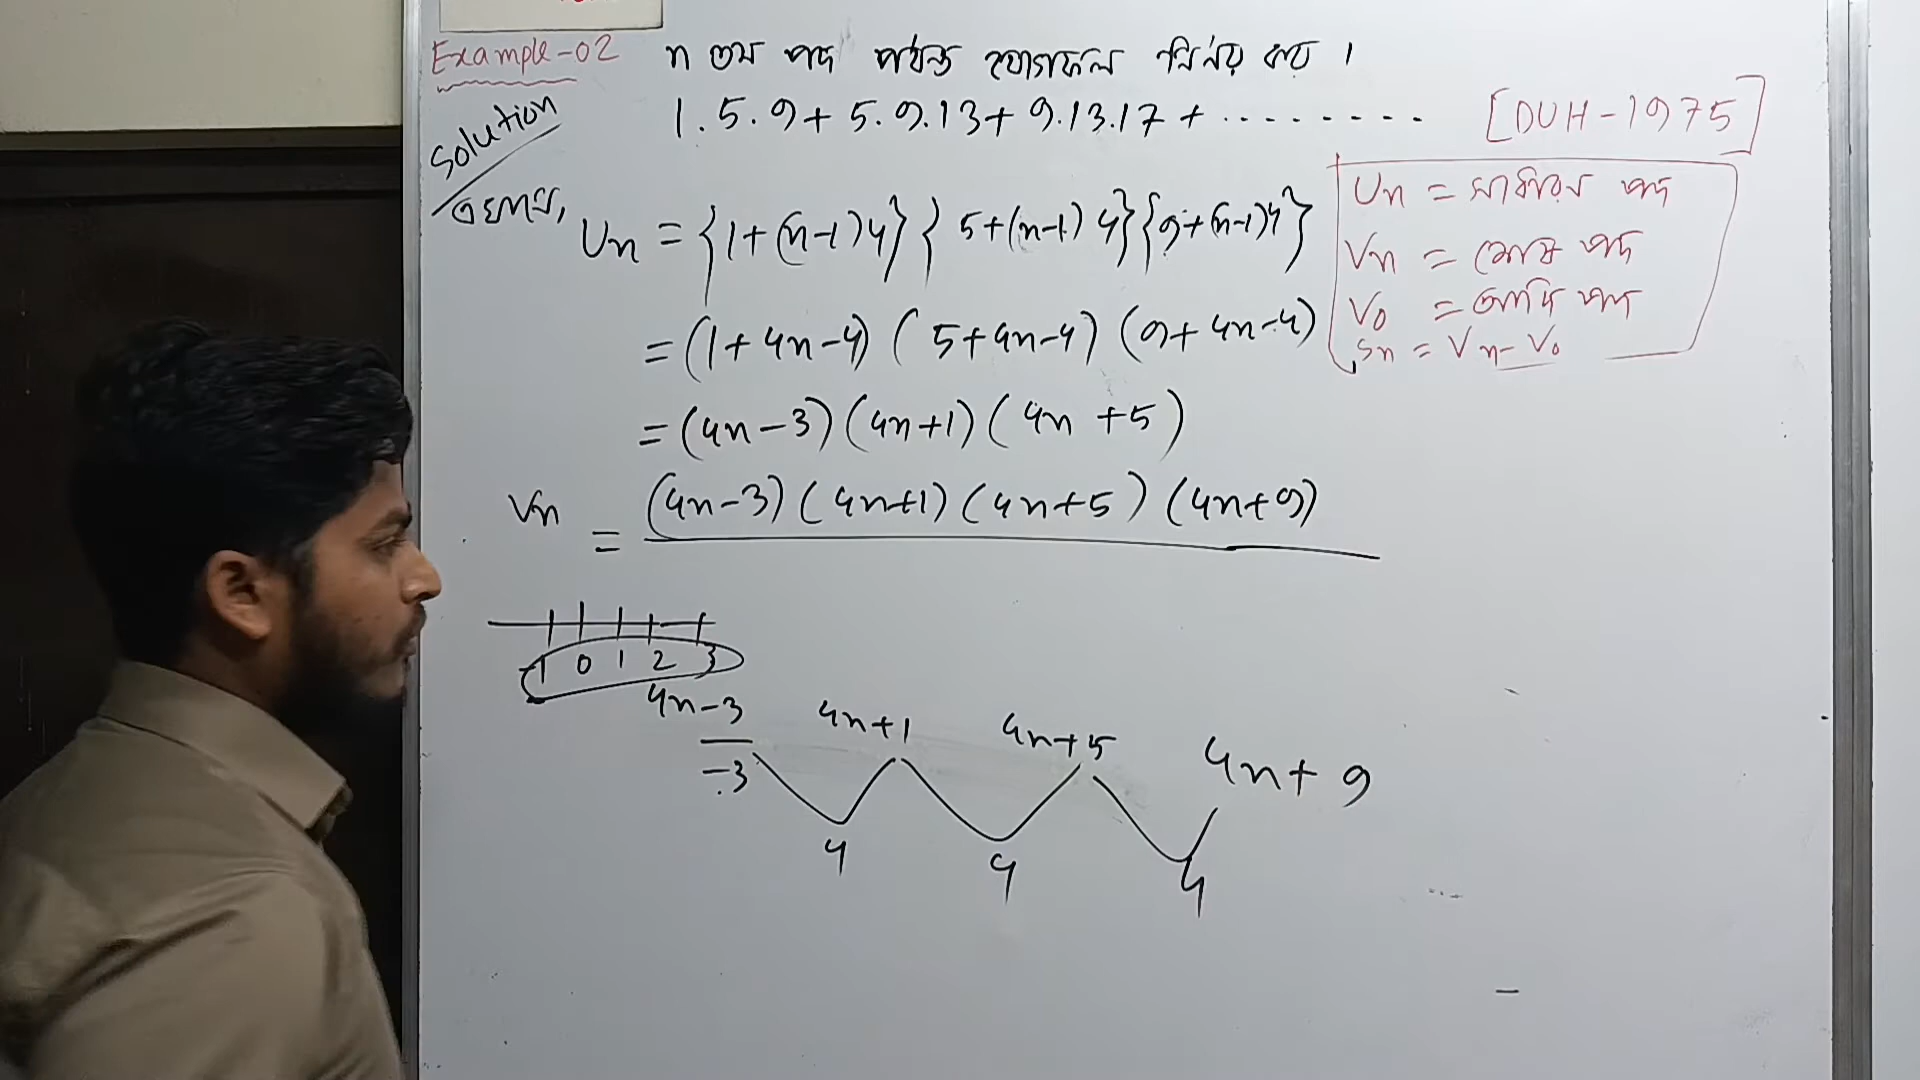 Example-02 n তম পদ পর্যন্ত যোগফল নির্ণয় কর ।
1.5.9+5.9.13+9.13.17+........ [DUH-1975]
Solution
এখানে, Un = {1+(n-1)4}{5+(n-1)4}{9+(n-1)4}
= (1+4n-4)(5+4n-4)(9+4n-4)
= (4n-3)(4n+1)(4n+5)
Vn = (4n-3)(4n+1)(4n+5)(4n+9)
Un = সাধারন পদ
Vn = শেষ পদ
V0 = আদি পদ
Sn = Vn-V0
-1 0 1 2 3
4n-3 4n+1 4n+5 4n+9
-3
4 4 4